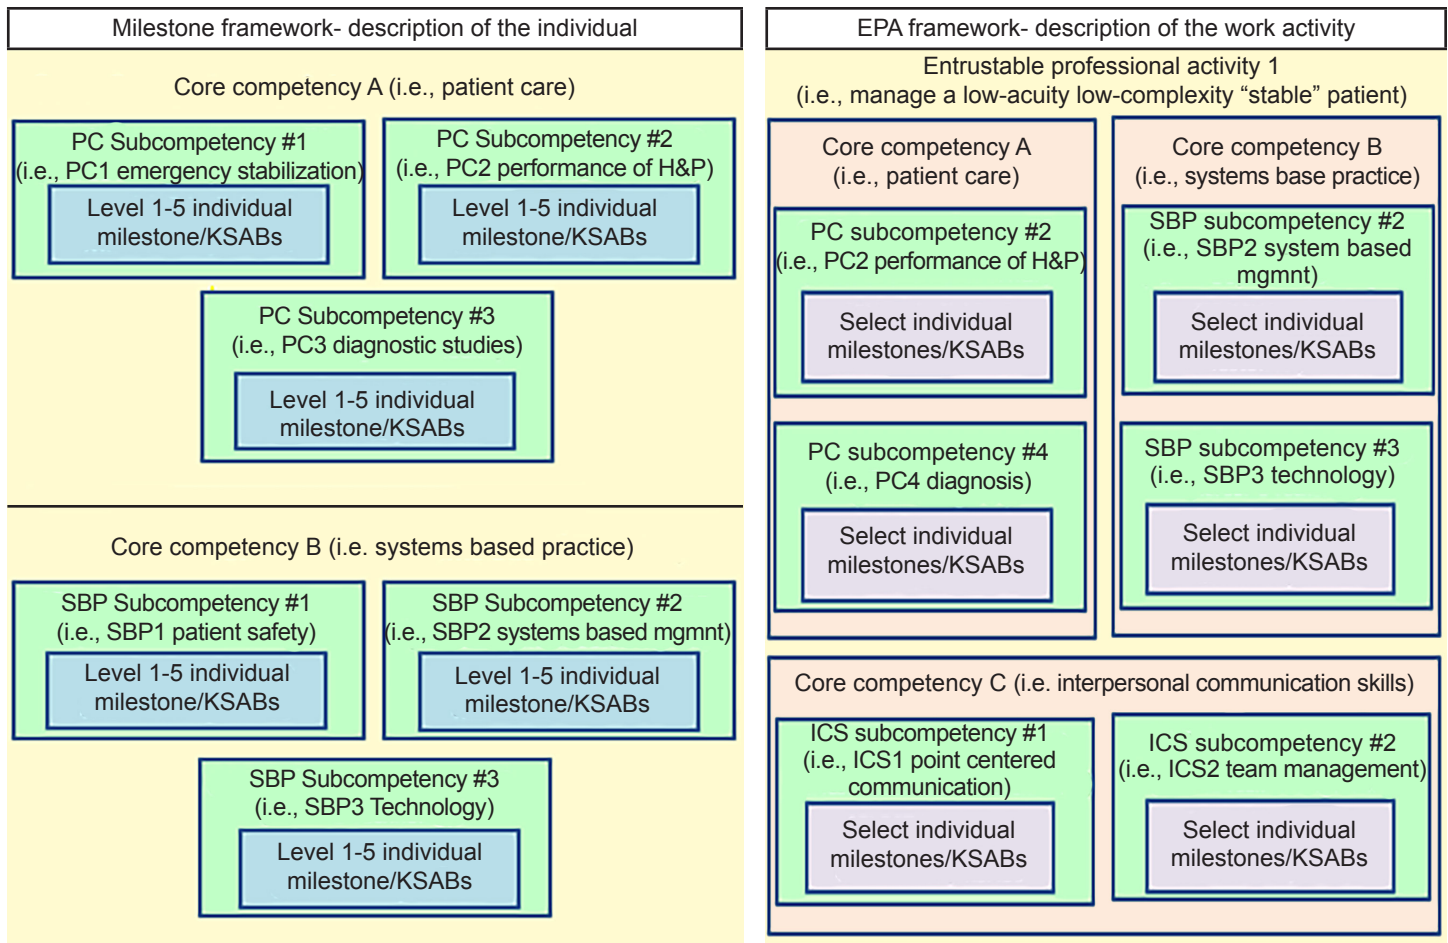 Milestone framework- description of the individual
Core competency A (i.e., patient care)
PC Subcompetency #1
(i.e., PC1 emergency stabilization)
Level 1-5 individual
milestone/KSABs
PC Subcompetency #2
(i.e., PC2 performance of H&P)
Level 1-5 individual
milestone/KSABs
PC Subcompetency #3
(i.e., PC3 diagnostic studies)
Level 1-5 individual
milestone/KSABs
Core competency B (i.e. systems based practice)
SBP Subcompetency #1
(i.e., SBP1 patient safety)
Level 1-5 individual
milestone/KSABs
SBP Subcompetency #2
(i.e., SBP2 systems based mgmnt)
Level 1-5 individual
milestone/KSABs
SBP Subcompetency #3
(i.e., SBP3 Technology)
Level 1-5 individual
milestone/KSABs
EPA framework- description of the work activity
Entrustable professional activity 1
(i.e., manage a low-acuity low-complexity “stable” patient)
Core competency A
(i.e., patient care)
PC subcompetency #2
(i.e., PC2 performance of H&P)
Select individual
milestones/KSABs
PC subcompetency #4
(i.e., PC4 diagnosis)
Select individual
milestones/KSABs
Core competency B
(i.e., systems base practice)
SBP subcompetency #2
(i.e., SBP2 system based
mgmnt)
Select individual
milestones/KSABs
SBP subcompetency #3
(i.e., SBP3 technology)
Select individual
milestones/KSABs
Core competency C (i.e. interpersonal communication skills)
ICS subcompetency #1
(i.e., ICS1 point centered
communication)
Select individual
milestones/KSABs
ICS subcompetency #2
(i.e., ICS2 team management)
Select individual
milestones/KSABs